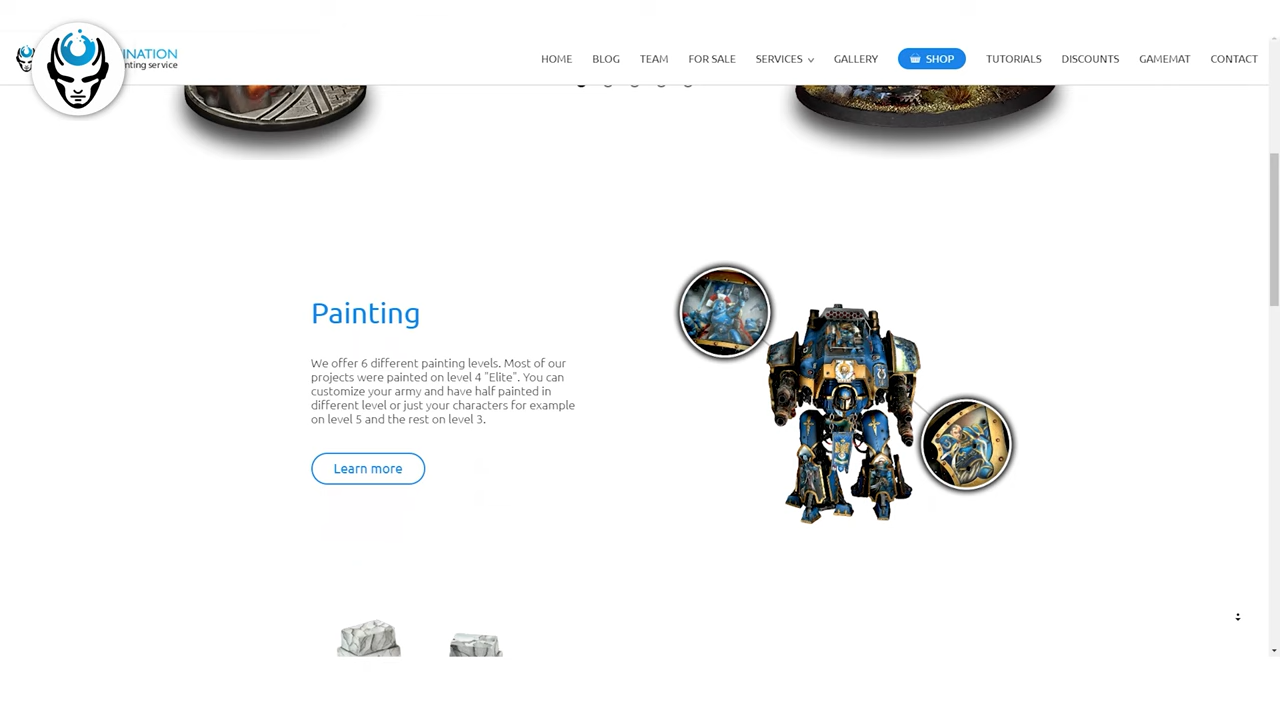 INATION
nting service
HOME BLOG TEAM FOR SALE SERVICES GALLERY SHOP TUTORIALS DISCOUNTS GAMEMAT CONTACT
Painting
We offer 6 different painting levels. Most of our
projects were painted on level 4 "Elite". You can
customize your army and have half painted in
different level or just your characters for example
on level 5 and the rest on level 3.
Learn more